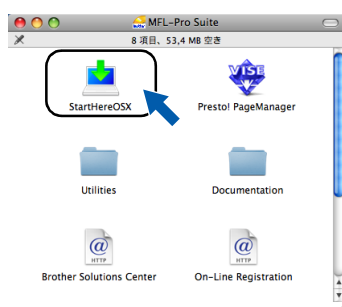 MFL-Pro Suite
8 項目、53,4 MB 空き
StartHereOSX
VISE
Presto! PageManager
Utilities
Documentation
@
HTTP
@
HTTP
Brother Solutions Center
On-Line Registration